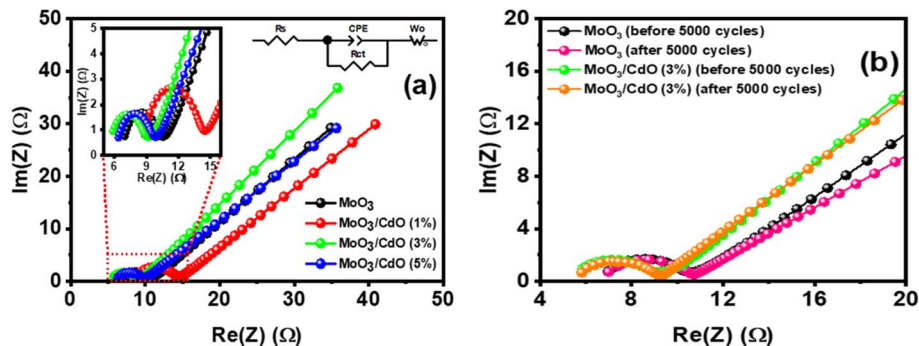 50
40
30
20
10
0
Im(Z) (Ω)
0 10 20 30 40 50
Re(Z) (Ω)
(a)
5
4
3
2
1
0
Im(Z) (Ω)
6 9 12 15
Re(Z) (Ω)
Rs CPE Wo
Rct
MoO₃
MoO₃/CdO (1%)
MoO₃/CdO (3%)
MoO₃/CdO (5%)
20
16
12
8
4
0
Im(Z) (Ω)
4 8 12 16 20
Re(Z) (Ω)
(b)
MoO₃ (before 5000 cycles)
MoO₃ (after 5000 cycles)
MoO₃/CdO (3%) (before 5000 cycles)
MoO₃/CdO (3%) (after 5000 cycles)